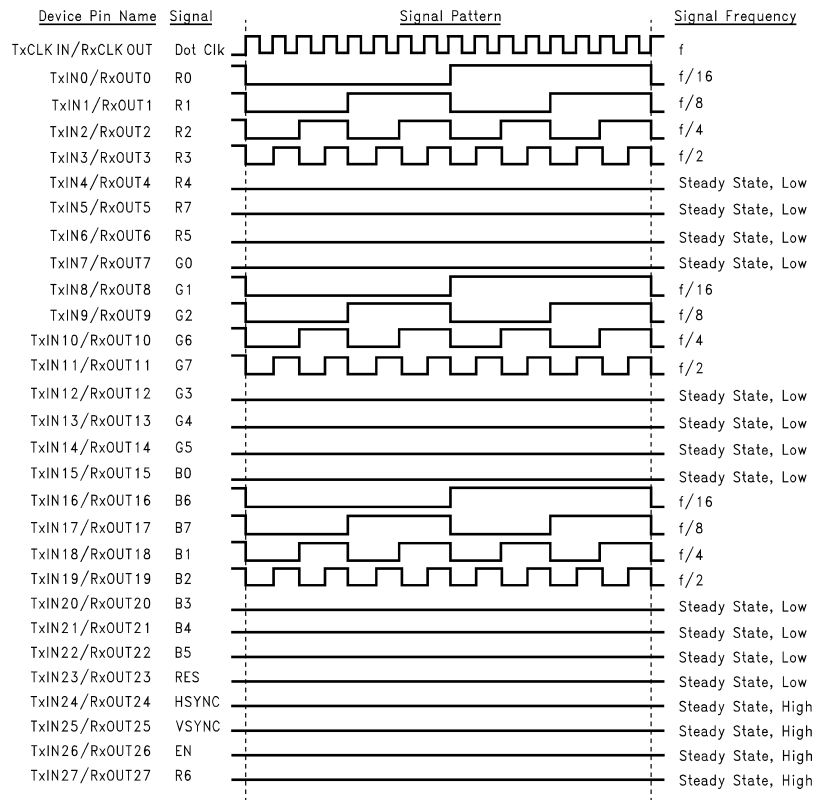 Device Pin Name Signal Signal Pattern Signal Frequency
TxCLK IN/RxCLK OUT Dot Clk f
TxIN0/RxOUT0 R0 f/16
TxIN1/RxOUT1 R1 f/8
TxIN2/RxOUT2 R2 f/4
TxIN3/RxOUT3 R3 f/2
TxIN4/RxOUT4 R4 Steady State, Low
TxIN5/RxOUT5 R7 Steady State, Low
TxIN6/RxOUT6 R5 Steady State, Low
TxIN7/RxOUT7 G0 Steady State, Low
TxIN8/RxOUT8 G1 f/16
TxIN9/RxOUT9 G2 f/8
TxIN10/RxOUT10 G6 f/4
TxIN11/RxOUT11 G7 f/2
TxIN12/RxOUT12 G3 Steady State, Low
TxIN13/RxOUT13 G4 Steady State, Low
TxIN14/RxOUT14 G5 Steady State, Low
TxIN15/RxOUT15 B0 Steady State, Low
TxIN16/RxOUT16 B6 f/16
TxIN17/RxOUT17 B7 f/8
TxIN18/RxOUT18 B1 f/4
TxIN19/RxOUT19 B2 f/2
TxIN20/RxOUT20 B3 Steady State, Low
TxIN21/RxOUT21 B4 Steady State, Low
TxIN22/RxOUT22 B5 Steady State, Low
TxIN23/RxOUT23 RES Steady State, Low
TxIN24/RxOUT24 HSYNC Steady State, High
TxIN25/RxOUT25 VSYNC Steady State, High
TxIN26/RxOUT26 EN Steady State, High
TxIN27/RxOUT27 R6 Steady State, High